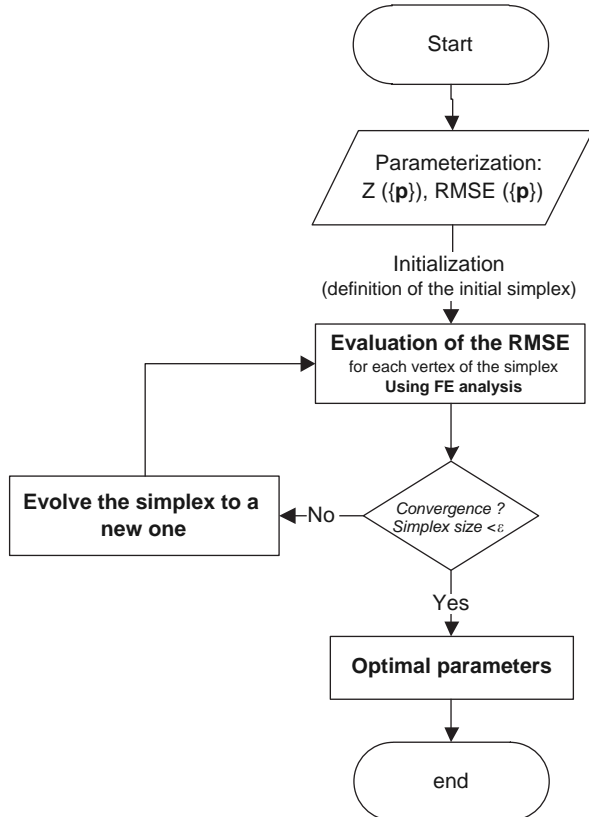 Start
Parameterization:
Z ({p}), RMSE ({p})
Initialization
(definition of the initial simplex)
Evaluation of the RMSE
for each vertex of the simplex
Using FE analysis
Evolve the simplex to a
new one
No
Convergence ?
Simplex size <ε
Yes
Optimal parameters
end